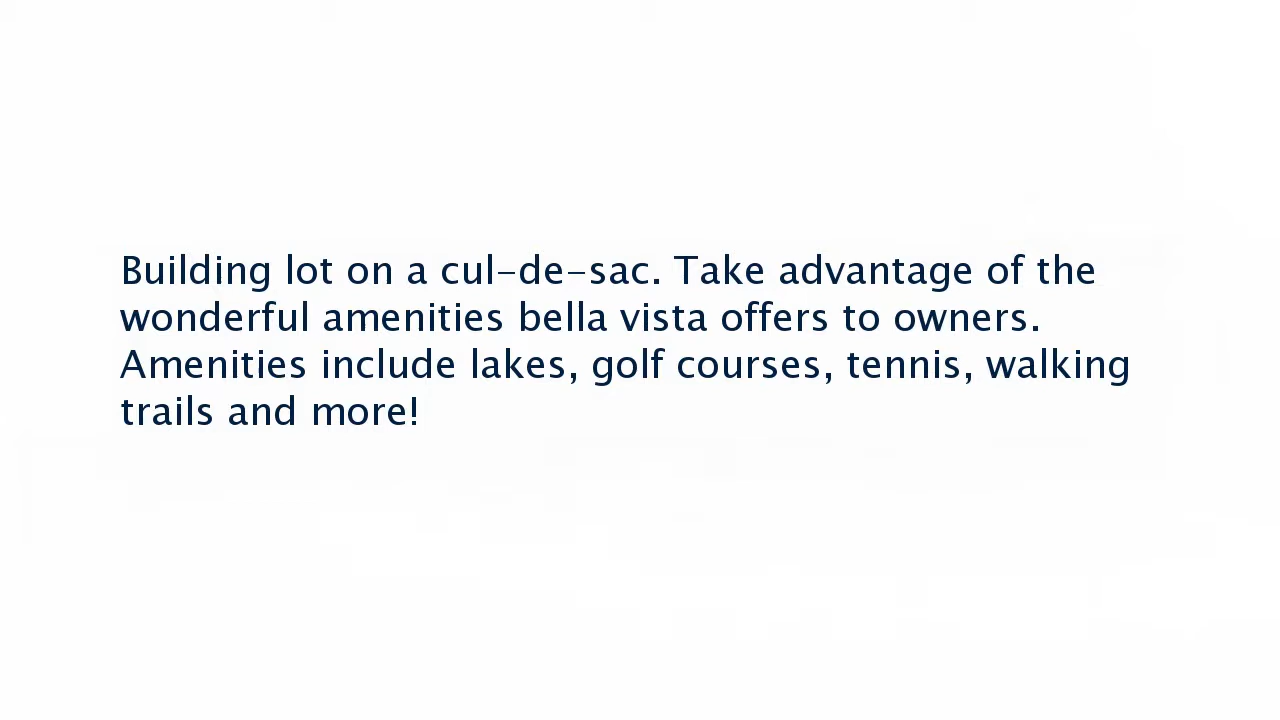 Building lot on a cul-de-sac. Take advantage of the
wonderful amenities bella vista offers to owners.
Amenities include lakes, golf courses, tennis, walking
trails and more!